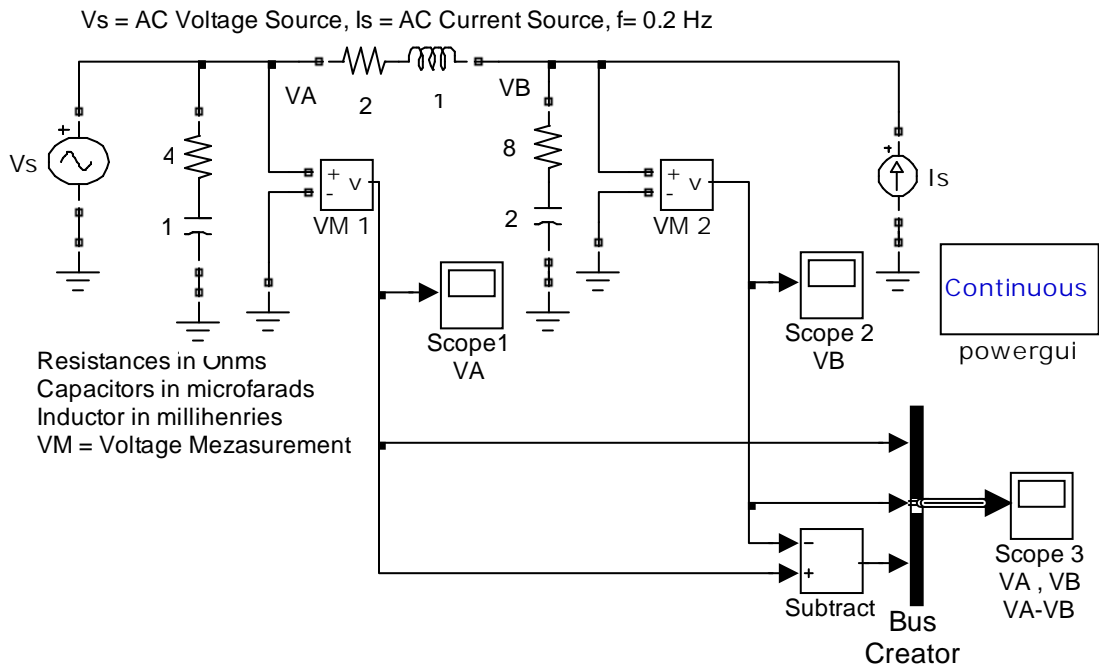 Vs = AC Voltage Source, Is = AC Current Source, f= 0.2 Hz
VA
2
1
VB
+
Vs
4
1
+
-
v
VM 1
8
2
+
-
v
VM 2
+
Is
Scope1
VA
Scope 2
VB
Continuous
powergui
Resistances in Ohms
Capacitors in microfarads
Inductor in millihenries
VM = Voltage Mezasurement
−
+
Subtract
Bus
Creator
Scope 3
VA , VB
VA-VB